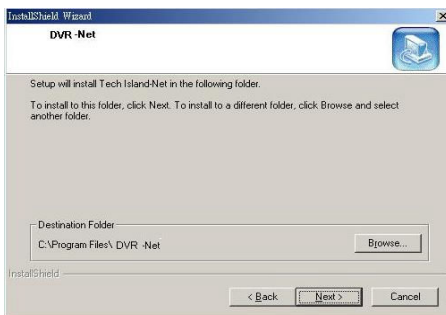 InstallShield Wizard
DVR -Net
Setup will install Tech Island-Net in the following folder.
To install to this folder, click Next. To install to a different folder, click Browse and select
another folder.
Destination Folder
C:\Program Files\ DVR -Net
Browse...
InstallShield
< Back Next > Cancel